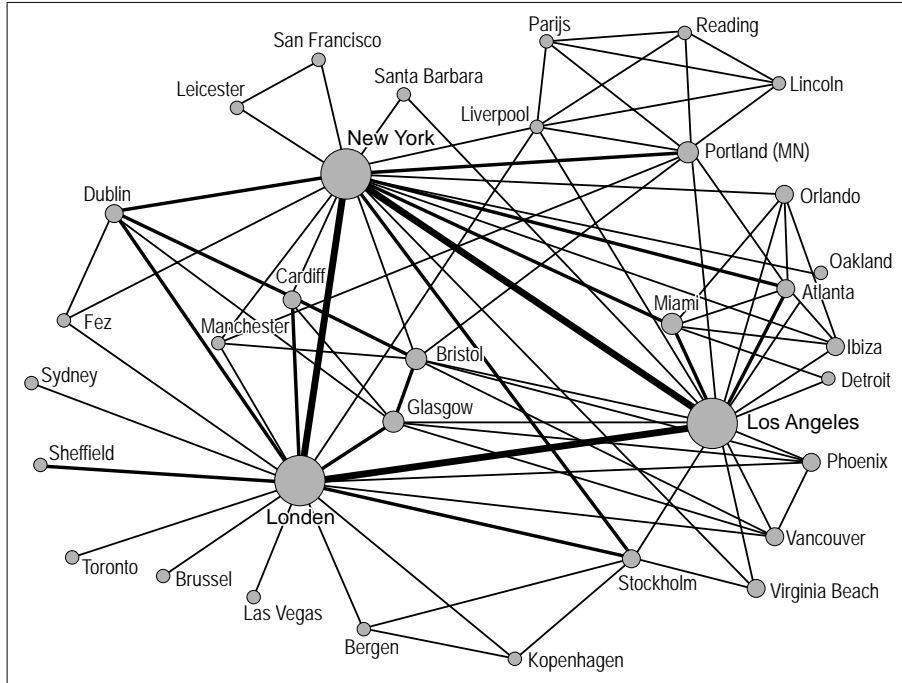 Parijs
Reading
San Francisco
Santa Barbara
Lincoln
Leicester
Liverpool
New York
Portland (MN)
Dublin
Orlando
Oakland
Cardiff
Atlanta
Miami
Fez
Manchester
Bristol
Ibiza
Sydney
Detroit
Glasgow
Los Angeles
Sheffield
Phoenix
Londen
Vancouver
Toronto
Brussel
Stockholm
Virginia Beach
Las Vegas
Bergen
Kopenhagen